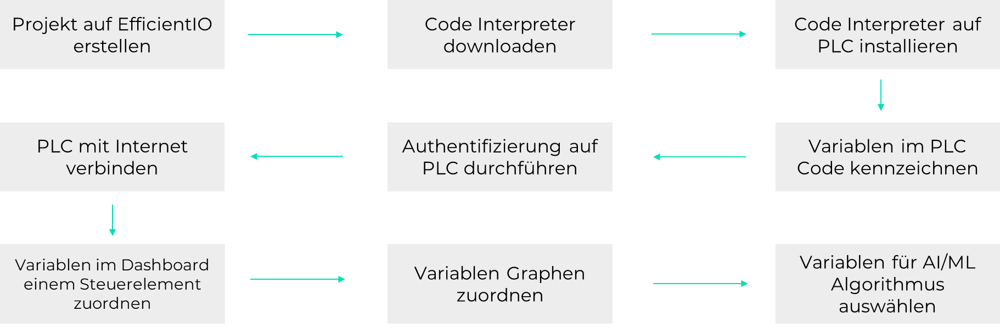 Projekt auf EfficientIO
erstellen
Code Interpreter
downloaden
Code Interpreter auf
PLC installieren
Variablen im PLC
Code kennzeichnen
Authentifizierung auf
PLC durchführen
PLC mit Internet
verbinden
Variablen im Dashboard
einem Steuerelement
zuordnen
Variablen Graphen
zuordnen
Variablen für AI/ML
Algorithmus
auswählen